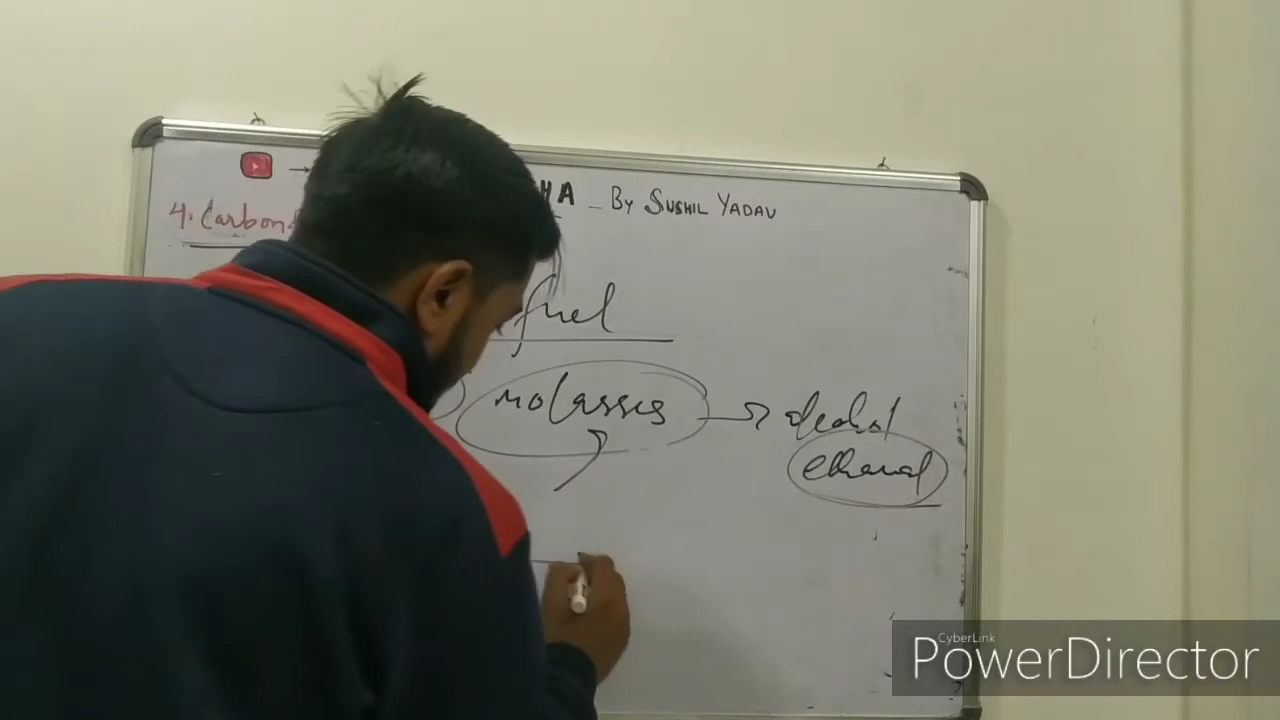 HA - By SUSHIL YADAV
4. Carbon
fuel
molasses → alcohol
ethanol
CyberLink
PowerDirector